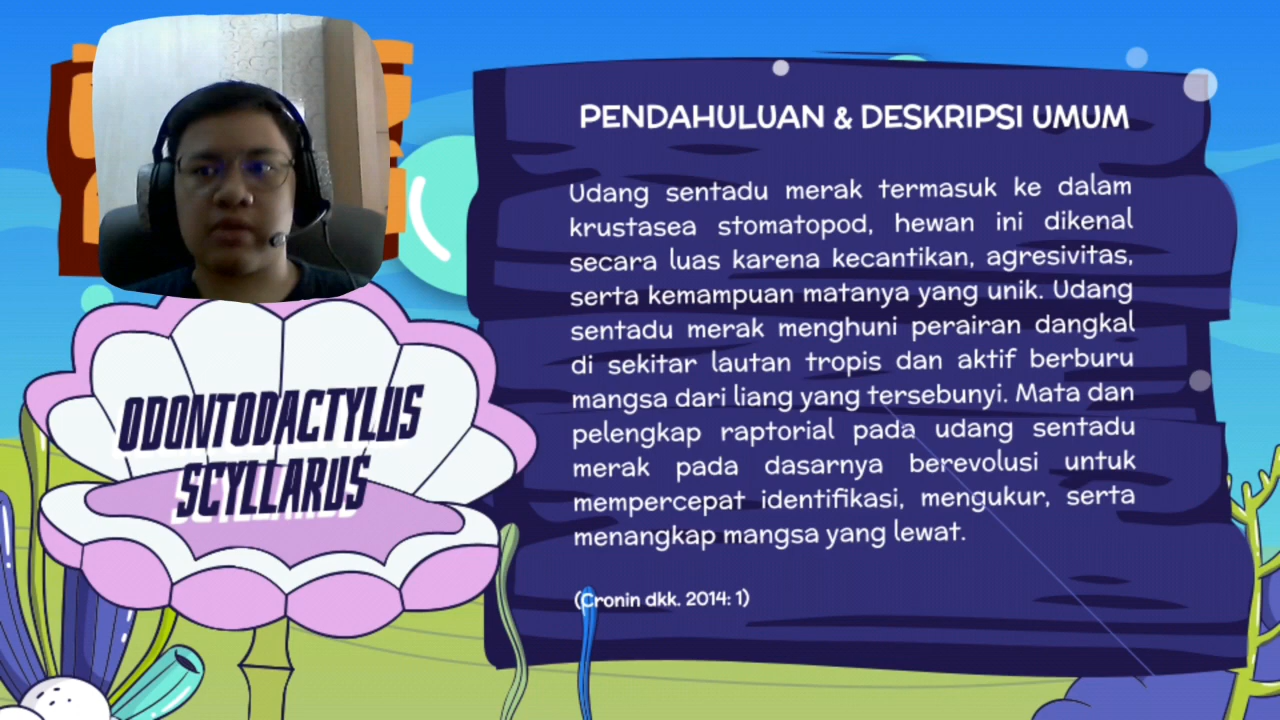 ODONTODACTYLUS
SCYLLARUS
PENDAHULUAN & DESKRIPSI UMUM
Udang sentadu merak termasuk ke dalam
krustasea stomatopod, hewan ini dikenal
secara luas karena kecantikan, agresivitas,
serta kemampuan matanya yang unik. Udang
sentadu merak menghuni perairan dangkal
di sekitar lautan tropis dan aktif berburu
mangsa dari liang yang tersebunyi. Mata dan
pelengkap raptorial pada udang sentadu
merak pada dasarnya berevolusi untuk
mempercepat identifikasi, mengukur, serta
menangkap mangsa yang lewat.
(Cronin dkk. 2014: 1)